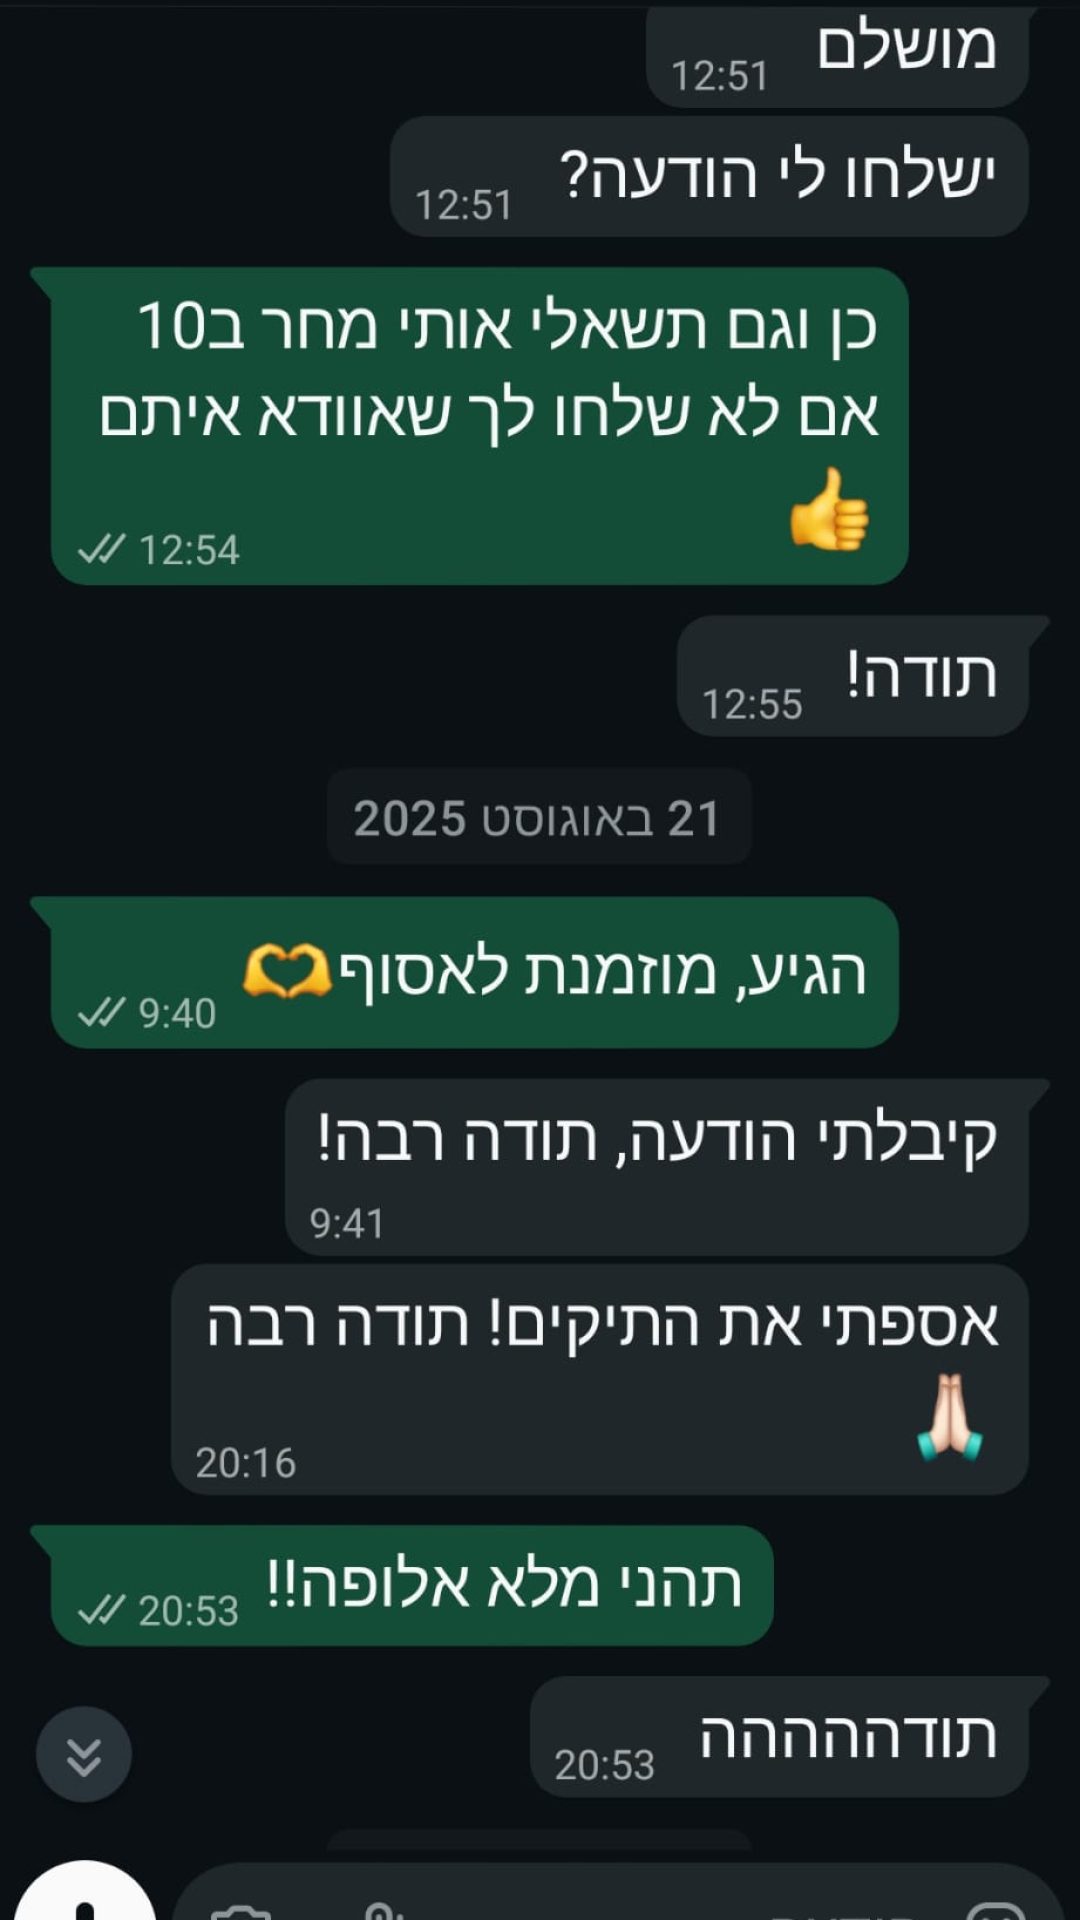 מושלם
12:51
ישלחו לי הודעה?
12:51
כן וגם תשאלי אותי מחר ב10
אם לא שלחו לך שאוודא איתם
👍
12:54
תודה!
12:55
21 באוגוסט 2025
הגיע, מוזמנת לאסוף🫶
9:40
קיבלתי הודעה, תודה רבה!
9:41
אספתי את התיקים! תודה רבה
🙏🏻
20:16
תהני מלא אלופה!!
20:53
תודהההההה
20:53